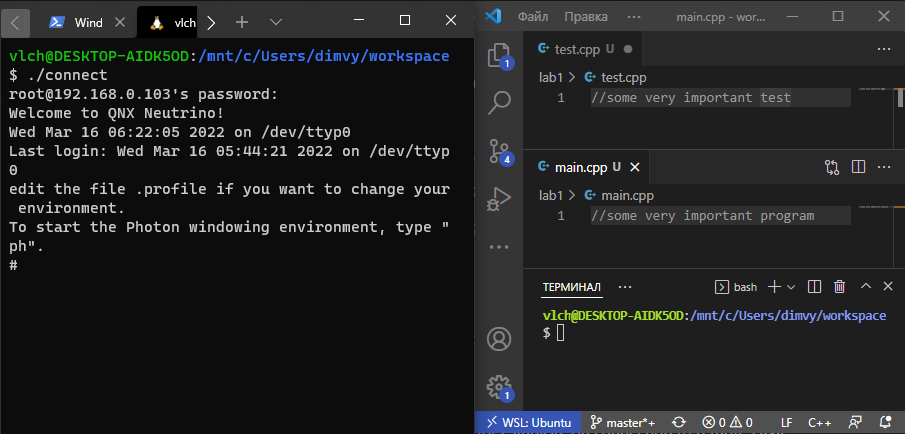 Wind
vlch
vlch@DESKTOP-AIDK5OD:/mnt/c/Users/dimvy/workspace
$ ./connect
root@192.168.0.103's password:
Welcome to QNX Neutrino!
Wed Mar 16 06:22:05 2022 on /dev/ttyp0
Last login: Wed Mar 16 05:44:21 2022 on /dev/ttyp
0
edit the file .profile if you want to change your
 environment.
To start the Photon windowing environment, type "
ph".
#
Файл Правка ··· main.cpp - wor...
1
4
1
test.cpp U
lab1 > test.cpp
1 //some very important test
main.cpp U
lab1 > main.cpp
1 //some very important program
ТЕРМИНАЛ ··· bash
vlch@DESKTOP-AIDK5OD:/mnt/c/Users/dimvy/workspace
$
WSL: Ubuntu master*+ 0 0 LF C++